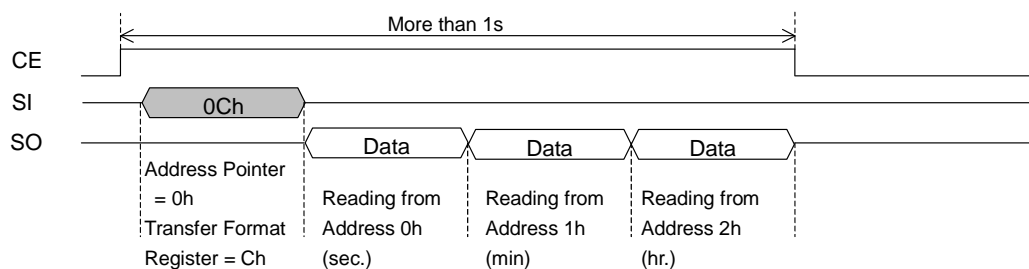 More than 1s
CE
SI
0Ch
SO
Data Data Data
Address Pointer
= 0h
Transfer Format
Register = Ch
Reading from
Address 0h
(sec.)
Reading from
Address 1h
(min)
Reading from
Address 2h
(hr.)